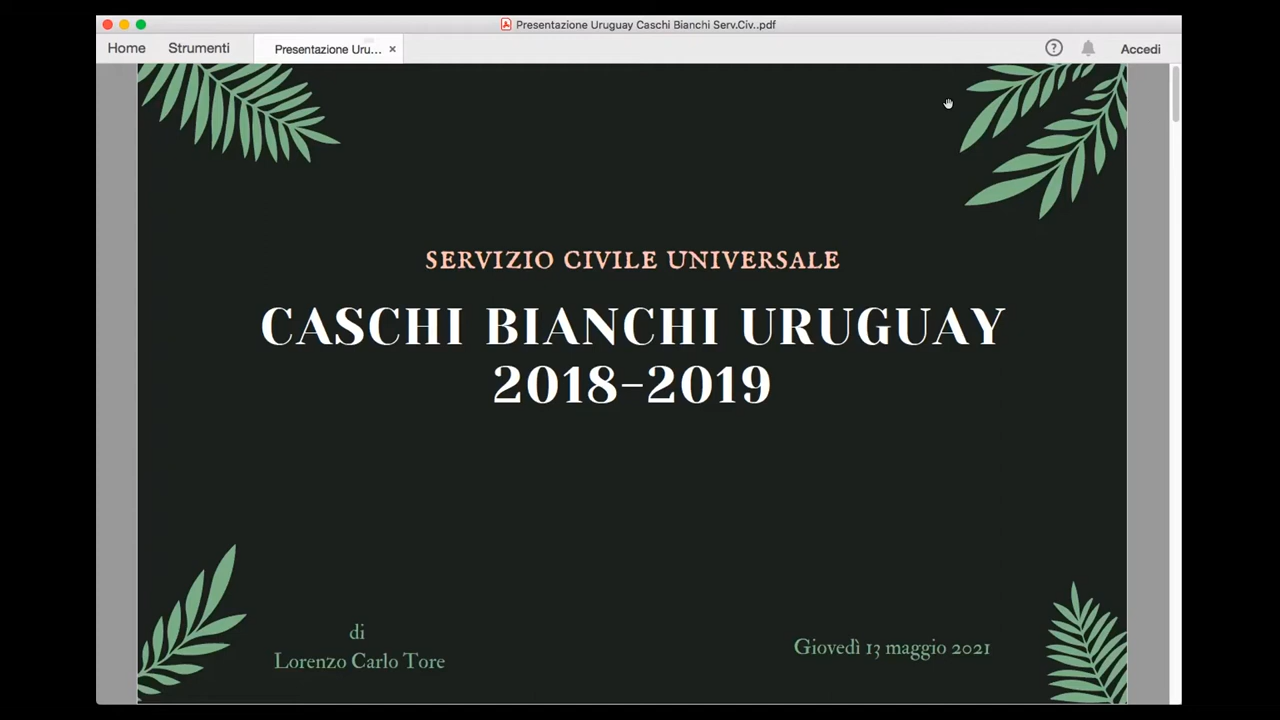 Presentazione Uruguay Caschi Bianchi Serv.Civ..pdf
Home Strumenti Presentazione Uru... × ? Accedi
SERVIZIO CIVILE UNIVERSALE
CASCHI BIANCHI URUGUAY
2018-2019
di
Lorenzo Carlo Tore
Giovedì 13 maggio 2021